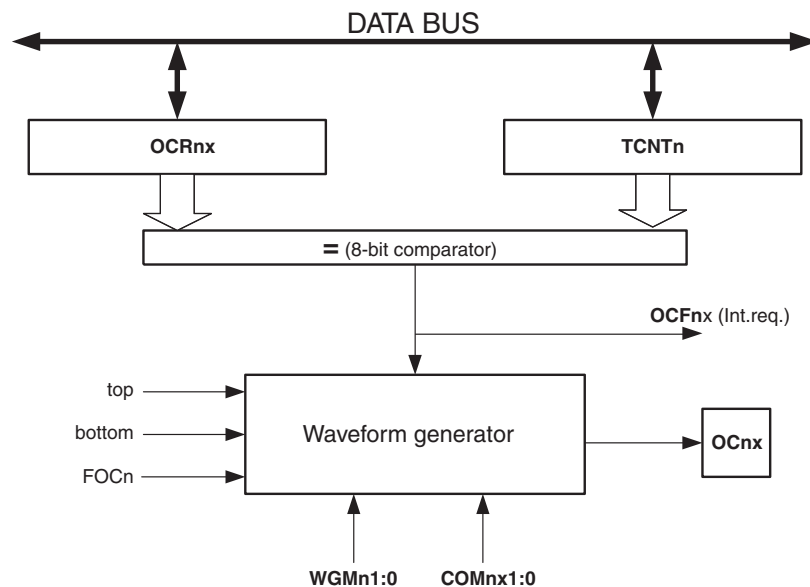 DATA BUS
OCRnx
TCNTn
= (8-bit comparator)
OCFnx (Int.req.)
top
bottom
FOCn
Waveform generator
OCnx
WGMn1:0
COMnx1:0